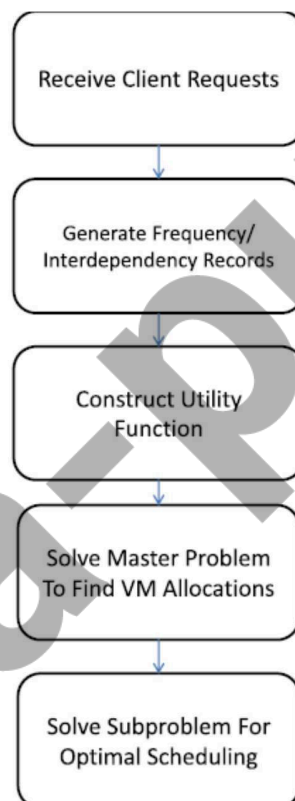 Receive Client Requests
Generate Frequency/
Interdependency Records
Construct Utility
Function
Solve Master Problem
To Find VM Allocations
Solve Subproblem For
Optimal Scheduling